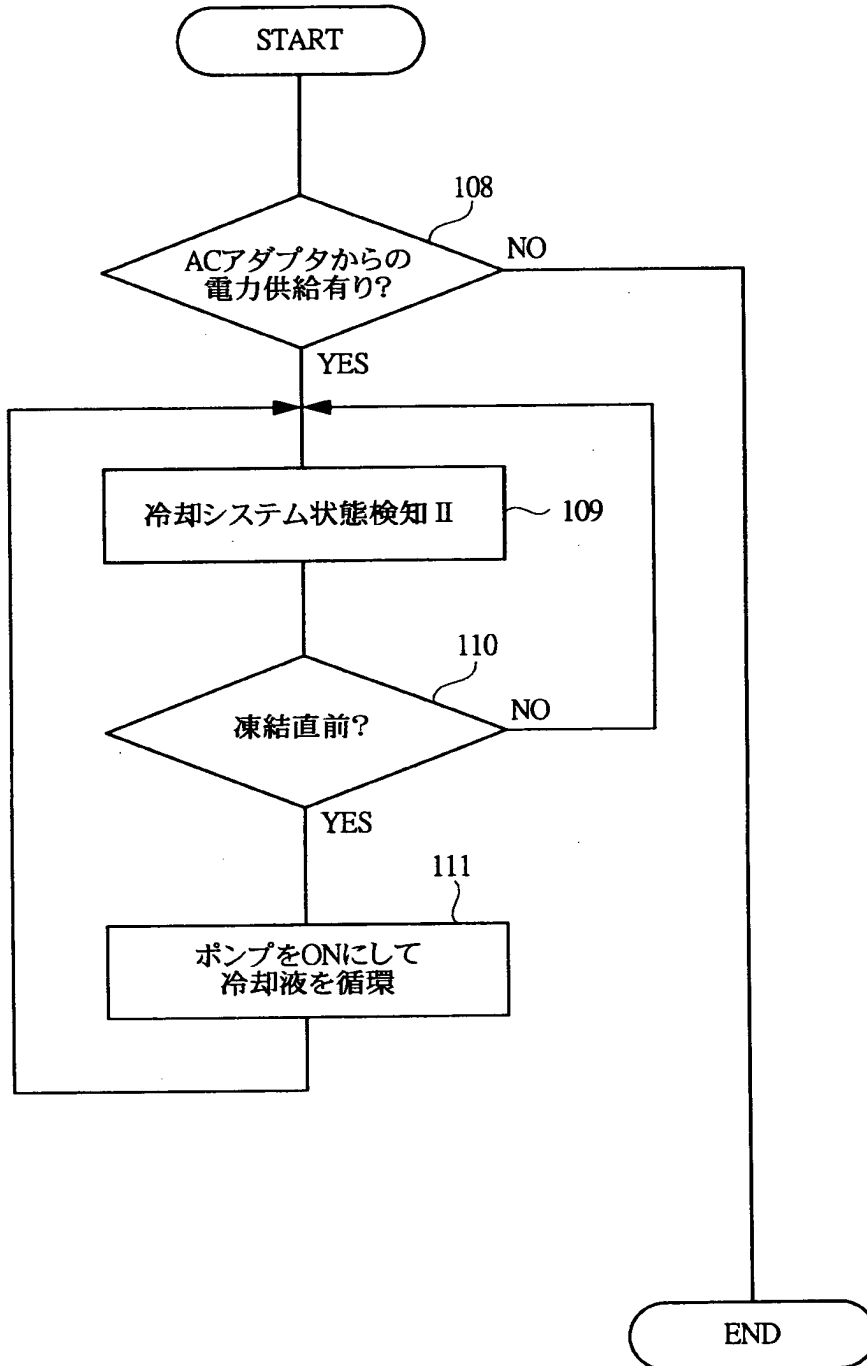 START
108
ACアダプタからの
電力供給有り?
NO
YES
冷却システム状態検知 II
109
110
凍結直前?
NO
YES
111
ポンプをONにして
冷却液を循環
END